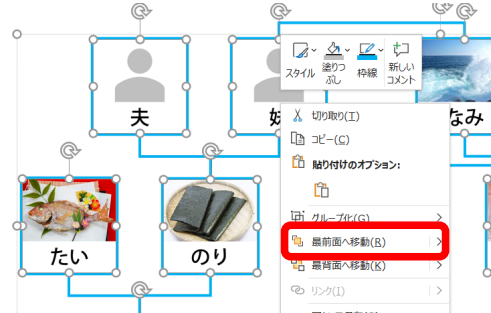 スタイル
塗りつ
ぶし
枠線
新しい
コメント
夫
なみ
切り取り(T)
コピー(C)
貼り付けのオプション:
グループ化(G)
最前面へ移動(R)
最背面へ移動(K)
リンク(I)
たい
のり